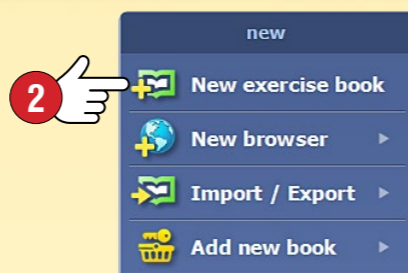 new
2
New exercise book
New browser
Import / Export
Add new book